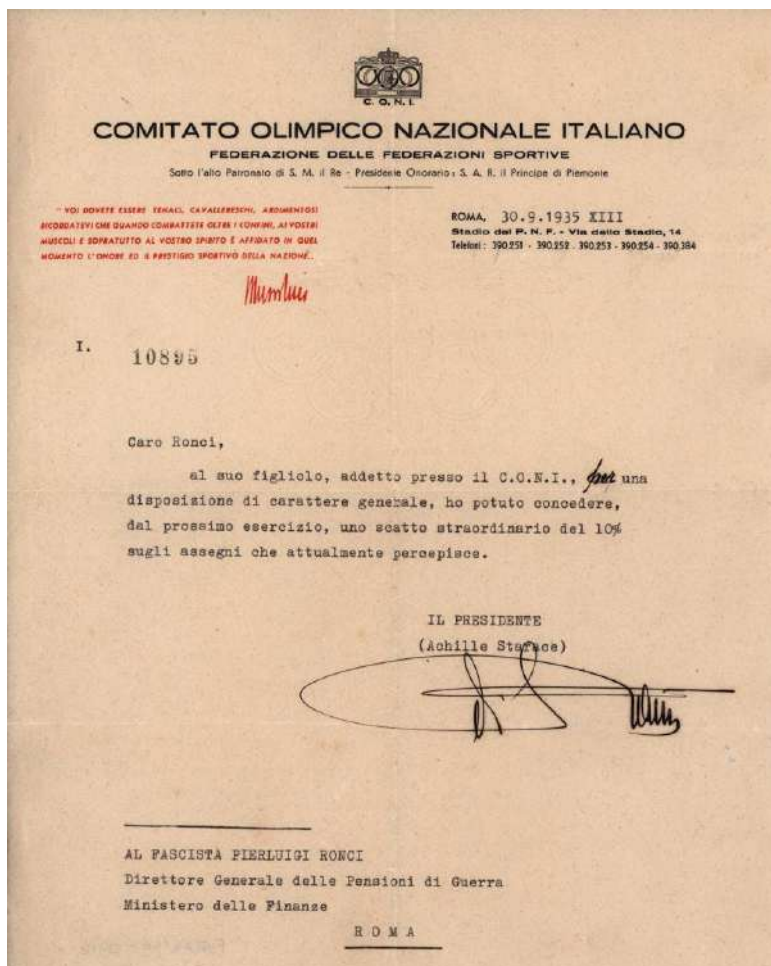 C. O. N. I.
COMITATO OLIMPICO NAZIONALE ITALIANO
FEDERAZIONE DELLE FEDERAZIONI SPORTIVE
Sotto l'alto Patronato di S. M. il Re - Presidente Onorario: S. A. R. il Principe di Piemonte
" VOI DOVETE ESSERE TENACI, CAVALLERESCHI, ARDIMENTOSI
RICORDATEVI CHE QUANDO COMBATTETE OLTRE I CONFINI, AI VOSTRI
MUSCOLI E SOPRATUTTO AL VOSTRO SPIRITO È AFFIDATO IN QUEL
MOMENTO L'ONORE ED IL PRESTIGIO SPORTIVO DELLA NAZIONE „
Mussolini
ROMA, 30.9.1935 XIII
Stadio del P. N. F. - Via dello Stadio, 14
Telefoni : 390.251 - 390.252 - 390.253 - 390.254 - 390.384
I. 10895
Caro Ronci,
al suo figliolo, addetto presso il C.O.N.I., per una
disposizione di carattere generale, ho potuto concedere,
dal prossimo esercizio, uno scatto straordinario del 10%
sugli assegni che attualmente percepisce.
IL PRESIDENTE
(Achille Starace)
AL FASCISTA PIERLUIGI RONCI
Direttore Generale delle Pensioni di Guerra
Ministero delle Finanze
R O M A